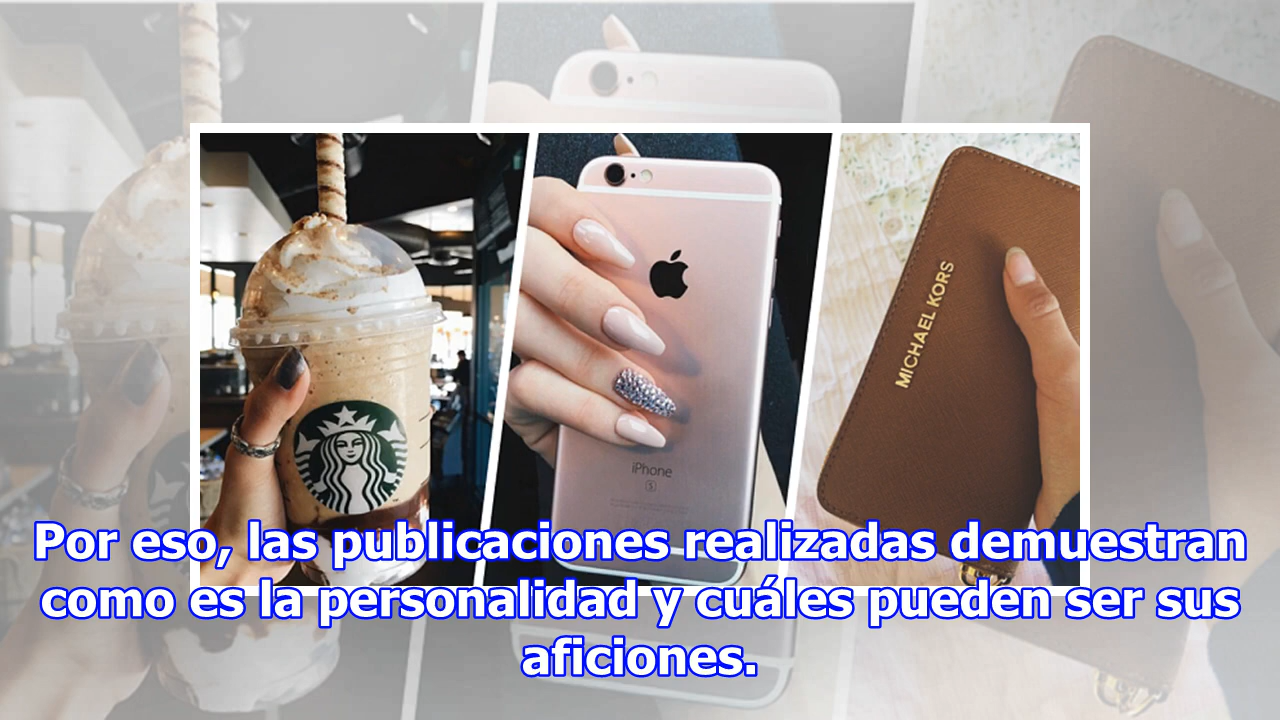 MICHAEL KORS
iPhone
S
Por eso, las publicaciones realizadas demuestran
como es la personalidad y cuáles pueden ser sus
aficiones.